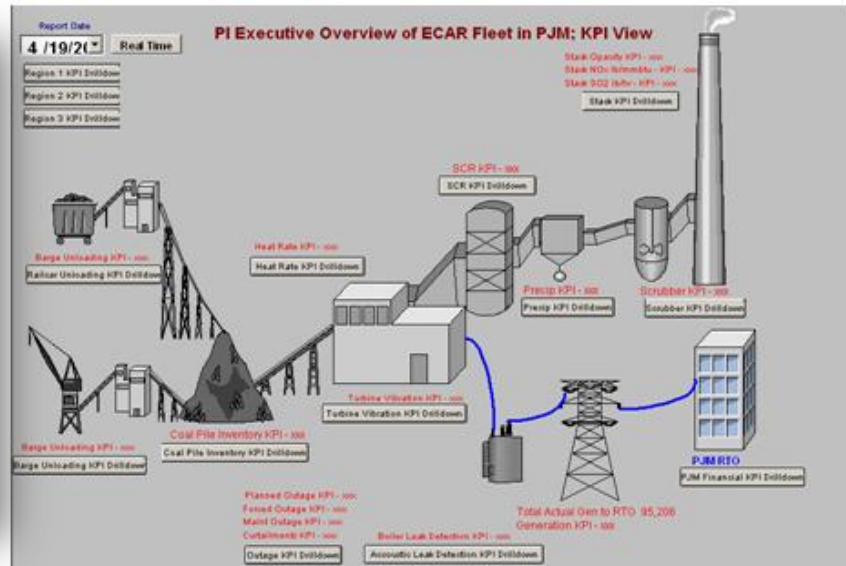 Report Date
PI Executive Overview of ECAR Fleet in PJM: KPI View
4 /19/20
Real Time
Region 1 KPI Drilldown
Region 2 KPI Drilldown
Region 3 KPI Drilldown
Stack Opacity KPI - xxx
Stack NOx lb/mmbtu - KPI - xxx
Stack SO2 lb/hr - KPI - xxx
Stack KPI Drilldown
SCR KPI - xxx
SCR KPI Drilldown
Heat Rate KPI - xxx
Heat Rate KPI Drilldown
Barge Unloading KPI - xxx
Railcar Unloading KPI Drilldown
Precip KPI - xxx
Precip KPI Drilldown
Scrubber KPI - xxx
Scrubber KPI Drilldown
Turbine Vibration KPI - xxx
Turbine Vibration KPI Drilldown
Coal Pile Inventory KPI - xxx
Coal Pile Inventory KPI Drilldown
Barge Unloading KPI - xxx
Barge Unloading KPI Drilldown
PJM RTO
PJM Financial KPI Drilldown
Planned Outage KPI - xxx
Forced Outage KPI - xxx
Maint Outage KPI - xxx
Curtailments KPI - xxx
Outage KPI Drilldown
Boiler Leak Detection KPI - xxx
Accoustic Leak Detection KPI Drilldown
Total Actual Gen to RTO 95,206
Generation KPI - xxx